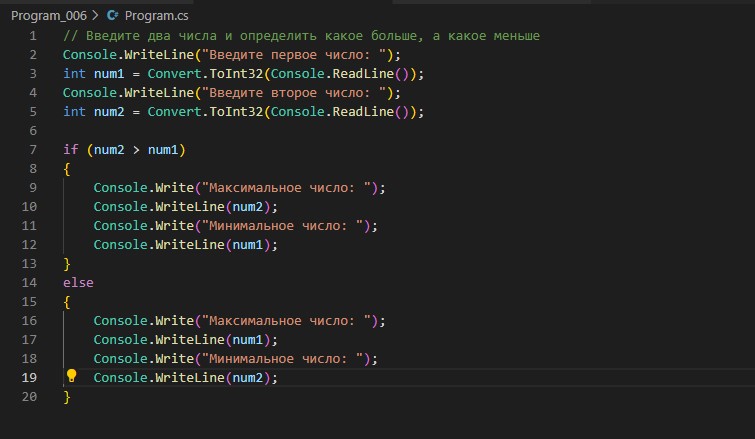 Program_006 > C# Program.cs
1 // Введите два числа и определить какое больше, а какое меньше
2 Console.WriteLine("Введите первое число: ");
3 int num1 = Convert.ToInt32(Console.ReadLine());
4 Console.WriteLine("Введите второе число: ");
5 int num2 = Convert.ToInt32(Console.ReadLine());
6
7 if (num2 > num1)
8 {
9 Console.Write("Максимальное число: ");
10 Console.WriteLine(num2);
11 Console.Write("Минимальное число: ");
12 Console.WriteLine(num1);
13 }
14 else
15 {
16 Console.Write("Максимальное число: ");
17 Console.WriteLine(num1);
18 Console.Write("Минимальное число: ");
19 Console.WriteLine(num2);
20 }